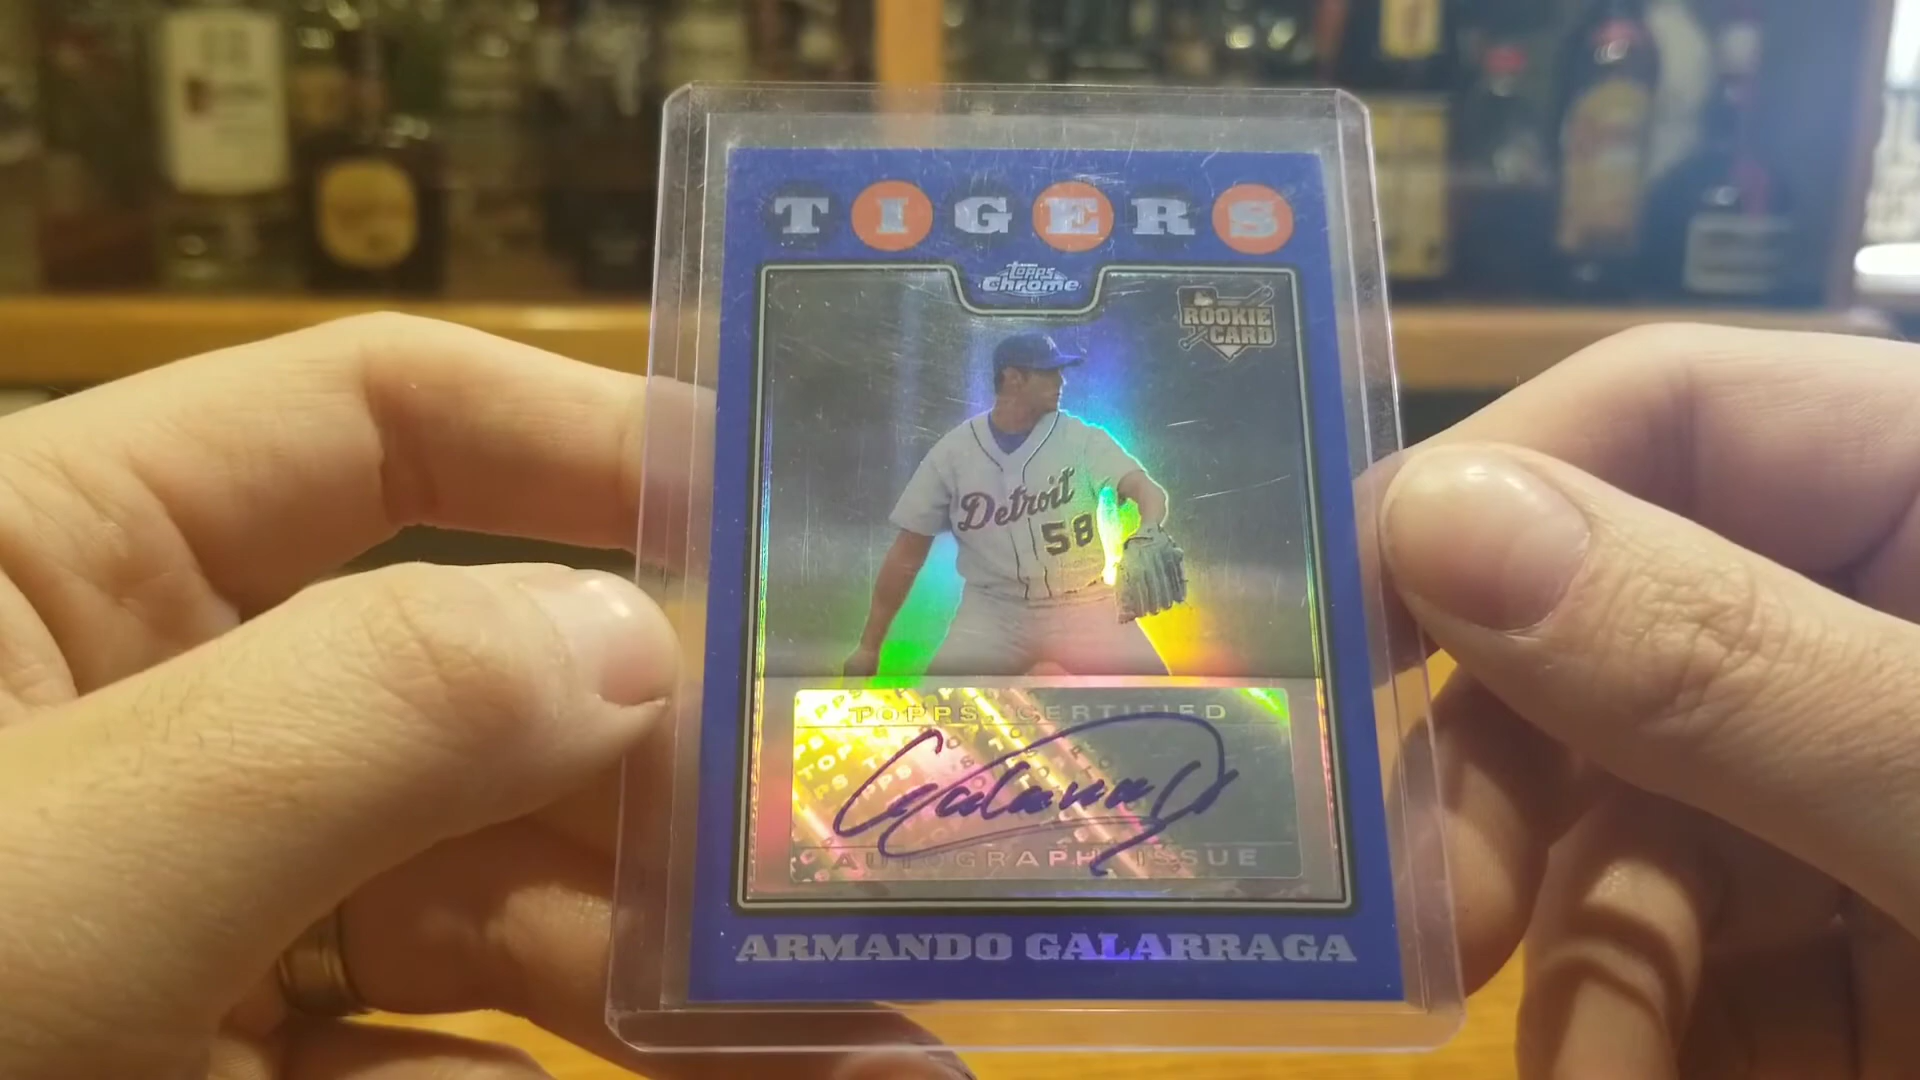 TIGERS
Topps
Chrome
ROOKIE
CARD
Detroit
58
TOPPS CERTIFIED
AUTOGRAPH ISSUE
ARMANDO GALARRAGA